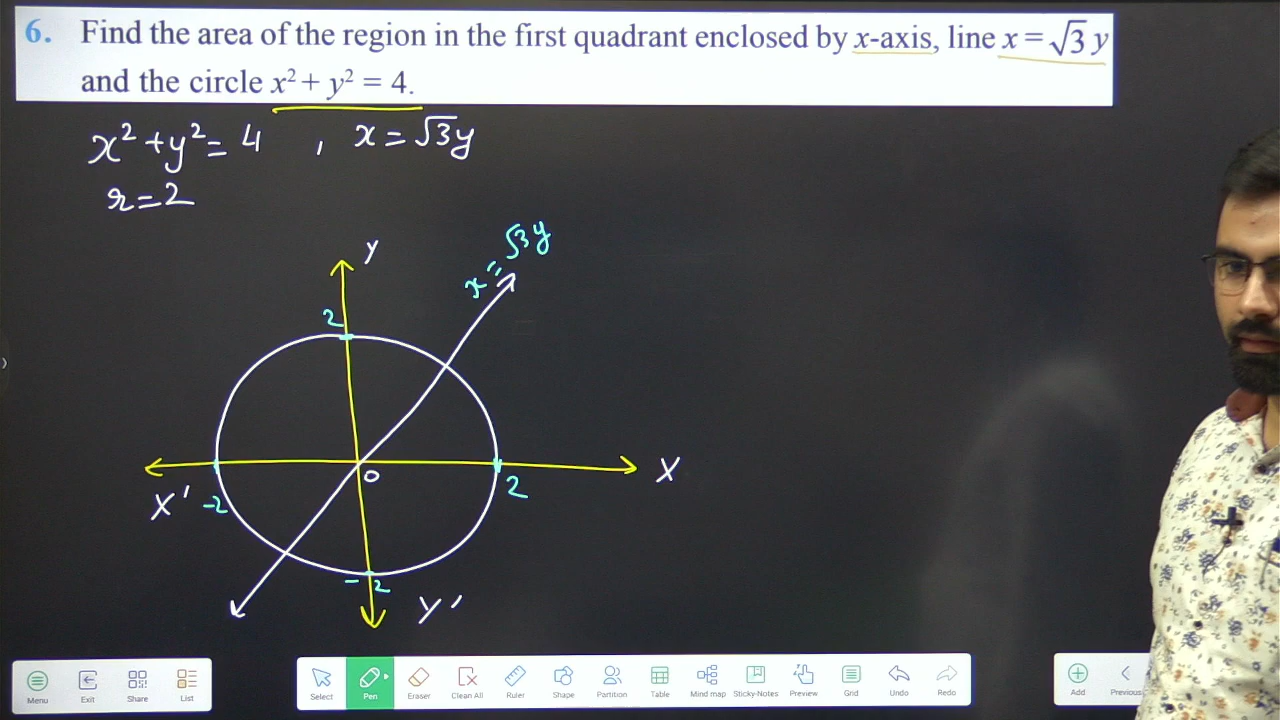 6. Find the area of the region in the first quadrant enclosed by x-axis, line x = √3 y
and the circle x² + y² = 4.
x² + y² = 4 , x = √3y
r = 2
Y
x = √3y
2
X' -2 O 2 X
-2
Y'
Menu Exit Share List Select Pen Eraser Clean All Ruler Shape Partition Table Mind map Sticky-Notes Preview Grid Undo Redo Add Previous